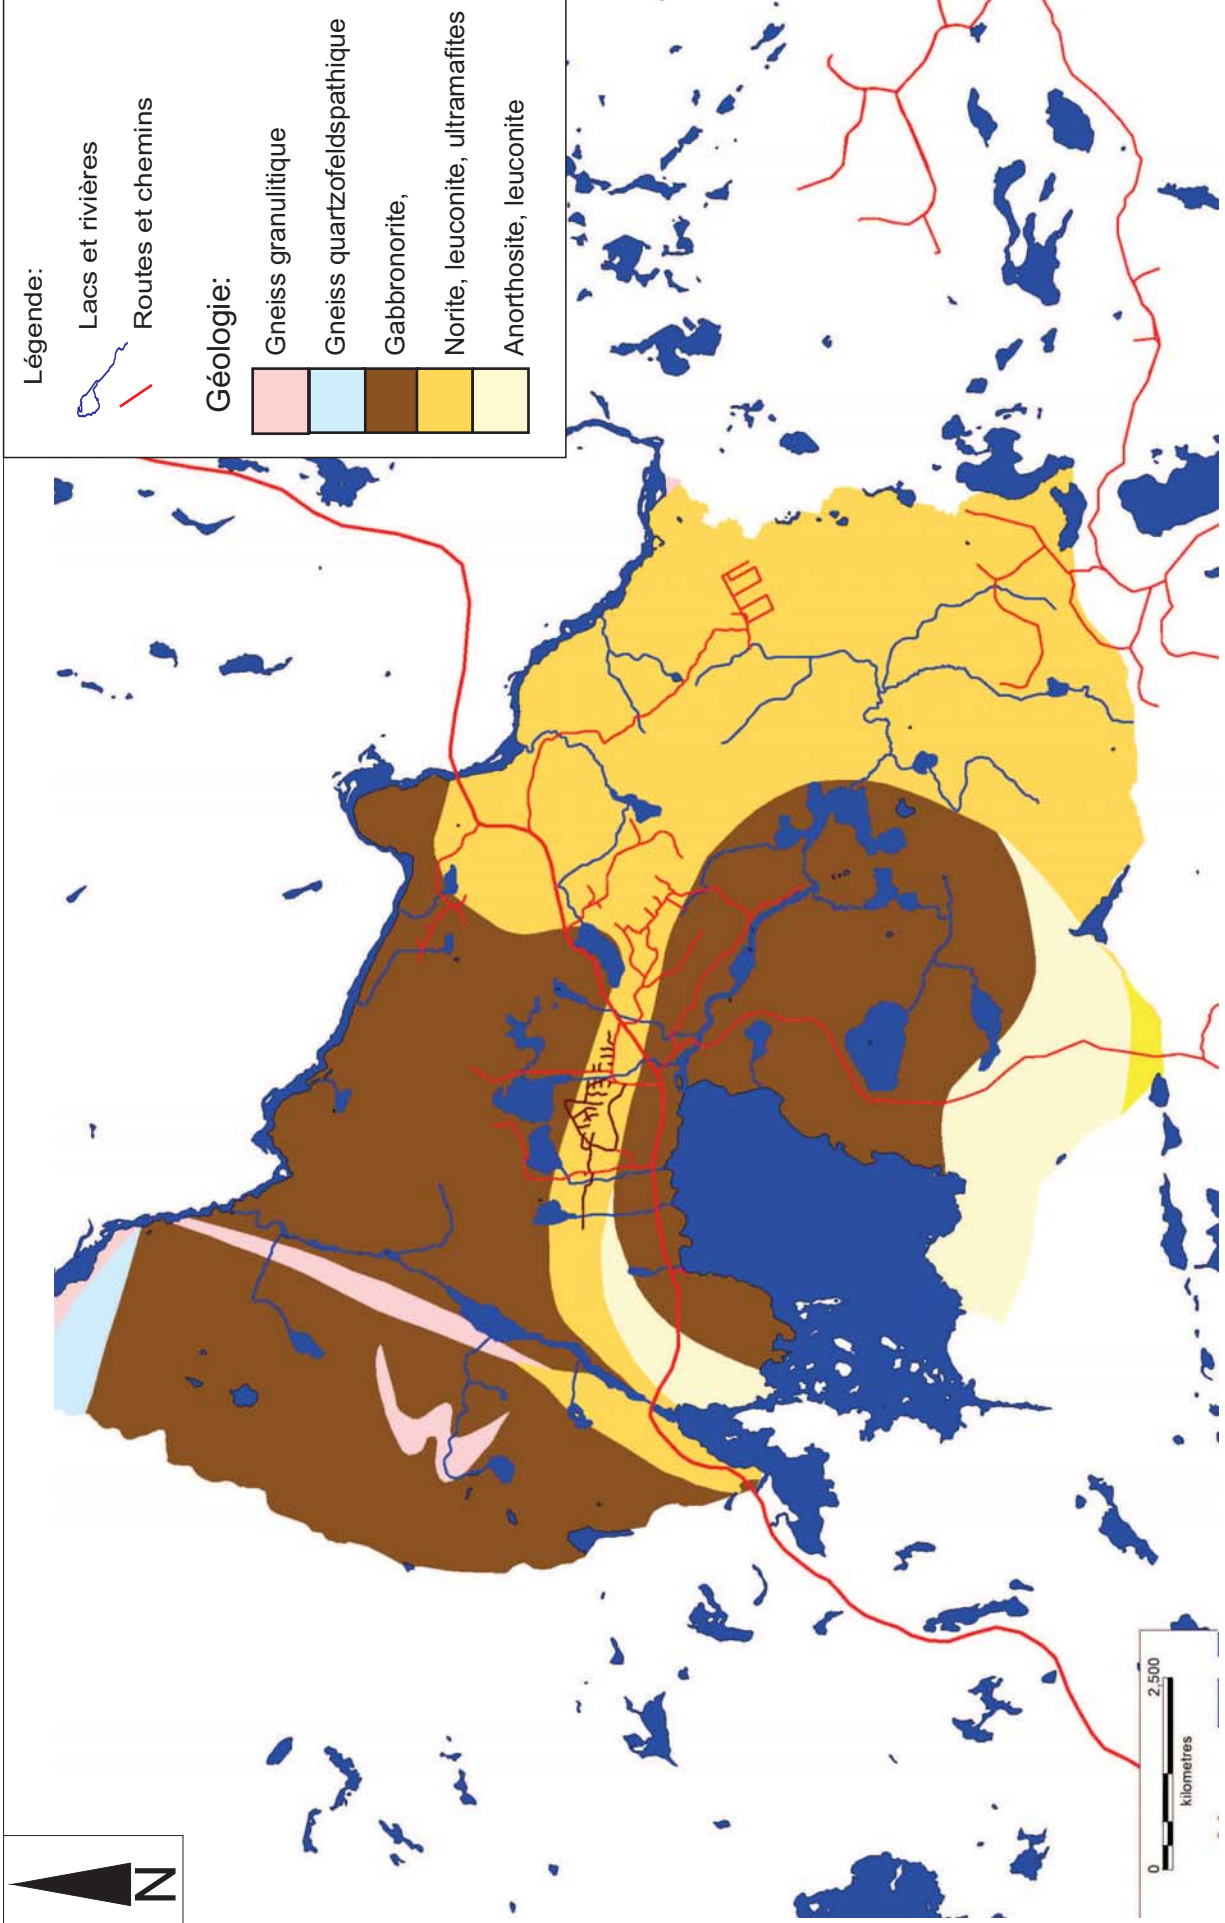 Légende:
Lacs et rivières
Routes et chemins
Géologie:
Gneiss granulitique
Gneiss quartzofeldspathique
Gabbronorite,
Norite, leuconite, ultramafites
Anorthosite, leuconite
N
0 2,500
kilometres